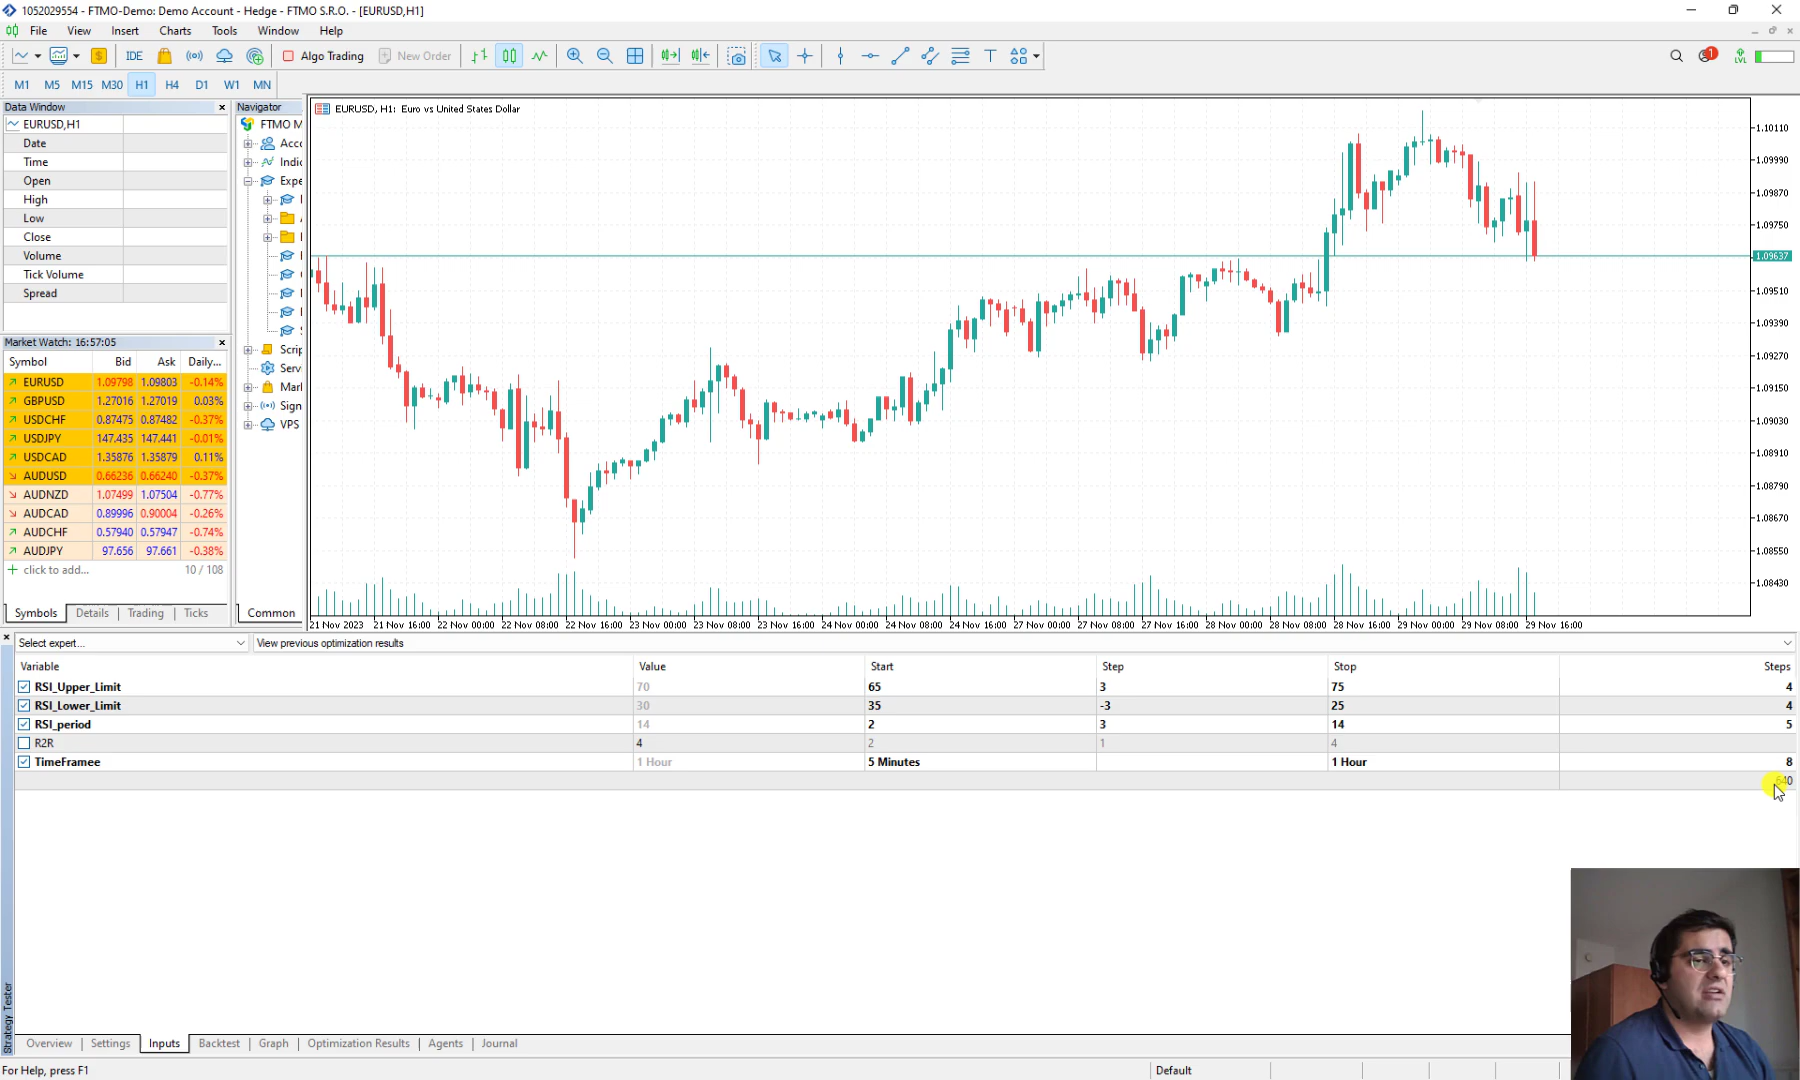 1052029554 - FTMO-Demo: Demo Account - Hedge - FTMO S.R.O. - [EURUSD,H1]
File View Insert Charts Tools Window Help
IDE Algo Trading New Order 1 LVL
M1 M5 M15 M30 H1 H4 D1 W1 MN
Data Window
EURUSD,H1
Date
Time
Open
High
Low
Close
Volume
Tick Volume
Spread
Market Watch: 16:57:05
Symbol Bid Ask Daily...
EURUSD 1.09798 1.09803 -0.14%
GBPUSD 1.27016 1.27019 0.03%
USDCHF 0.87475 0.87482 -0.37%
USDJPY 147.435 147.441 -0.01%
USDCAD 1.35876 1.35879 0.11%
AUDUSD 0.66236 0.66240 -0.37%
AUDNZD 1.07499 1.07504 -0.77%
AUDCAD 0.89996 0.90004 -0.26%
AUDCHF 0.57940 0.57947 -0.74%
AUDJPY 97.656 97.661 -0.38%
click to add... 10 / 108
Symbols Details Trading Ticks
Navigator
FTMO M
Acc
Indic
Expe
Scrip
Serv
Mark
Sign
VPS
Common
EURUSD, H1: Euro vs United States Dollar
1.10110
1.09990
1.09870
1.09750
1.09637
1.09510
1.09390
1.09270
1.09150
1.09030
1.08910
1.08790
1.08670
1.08550
1.08430
21 Nov 2023 21 Nov 16:00 22 Nov 00:00 22 Nov 08:00 22 Nov 16:00 23 Nov 00:00 23 Nov 08:00 23 Nov 16:00 24 Nov 00:00 24 Nov 08:00 24 Nov 16:00 27 Nov 00:00 27 Nov 08:00 27 Nov 16:00 28 Nov 00:00 28 Nov 08:00 28 Nov 16:00 29 Nov 00:00 29 Nov 08:00 29 Nov 16:00
Select expert... View previous optimization results
Variable Value Start Step Stop Steps
RSI_Upper_Limit 70 65 3 75 4
RSI_Lower_Limit 30 35 -3 25 4
RSI_period 14 2 3 14 5
R2R 4 2 1 4
TimeFramee 1 Hour 5 Minutes 1 Hour 8
640
Strategy Tester
Overview Settings Inputs Backtest Graph Optimization Results Agents Journal
For Help, press F1 Default